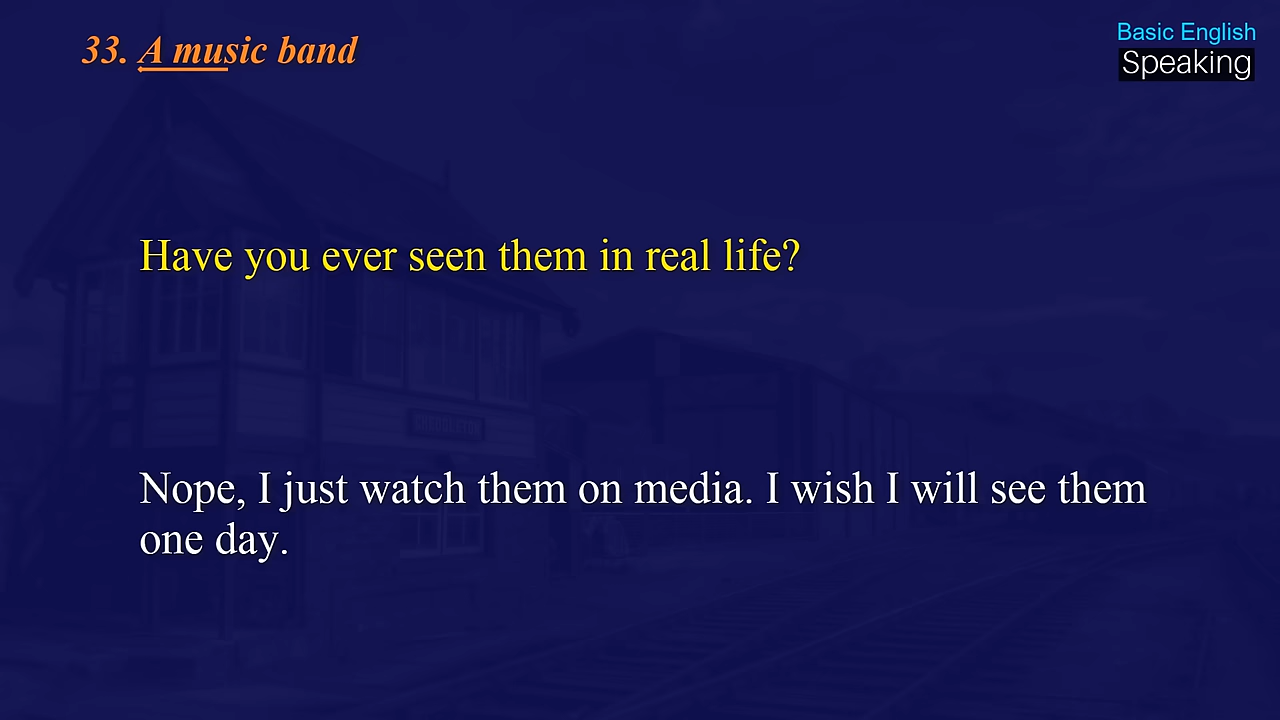 33. A music band
Basic English
Speaking
Have you ever seen them in real life?
Nope, I just watch them on media. I wish I will see them
one day.